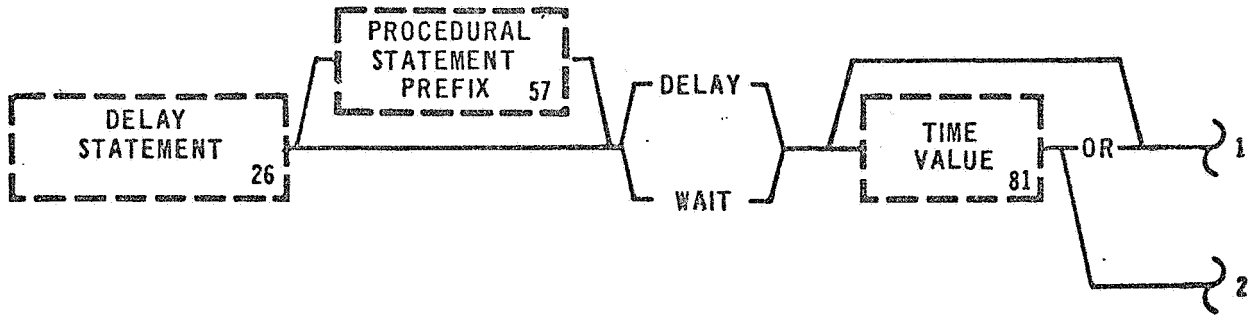 PROCEDURAL
STATEMENT
PREFIX 57
DELAY
STATEMENT
26
DELAY
WAIT
TIME
VALUE
81
OR
1
2